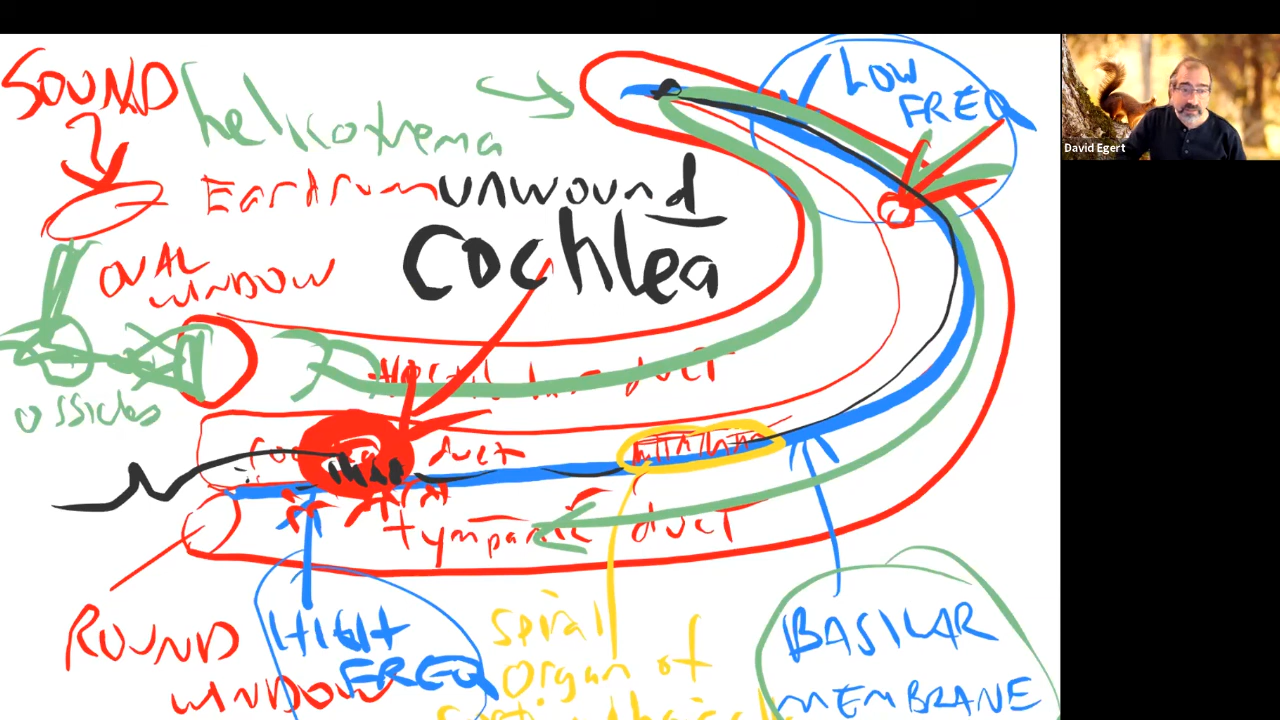 SOUND
helicotrema
LOW
FREQ
David Egert
Eardrum
unwound
cochlea
OVAL
WINDOW
duct
ossicles
duct
tympanic duct
ROUND
WINDOW
HIGH
FREQ
spiral
organ of
BASILAR
MEMBRANE